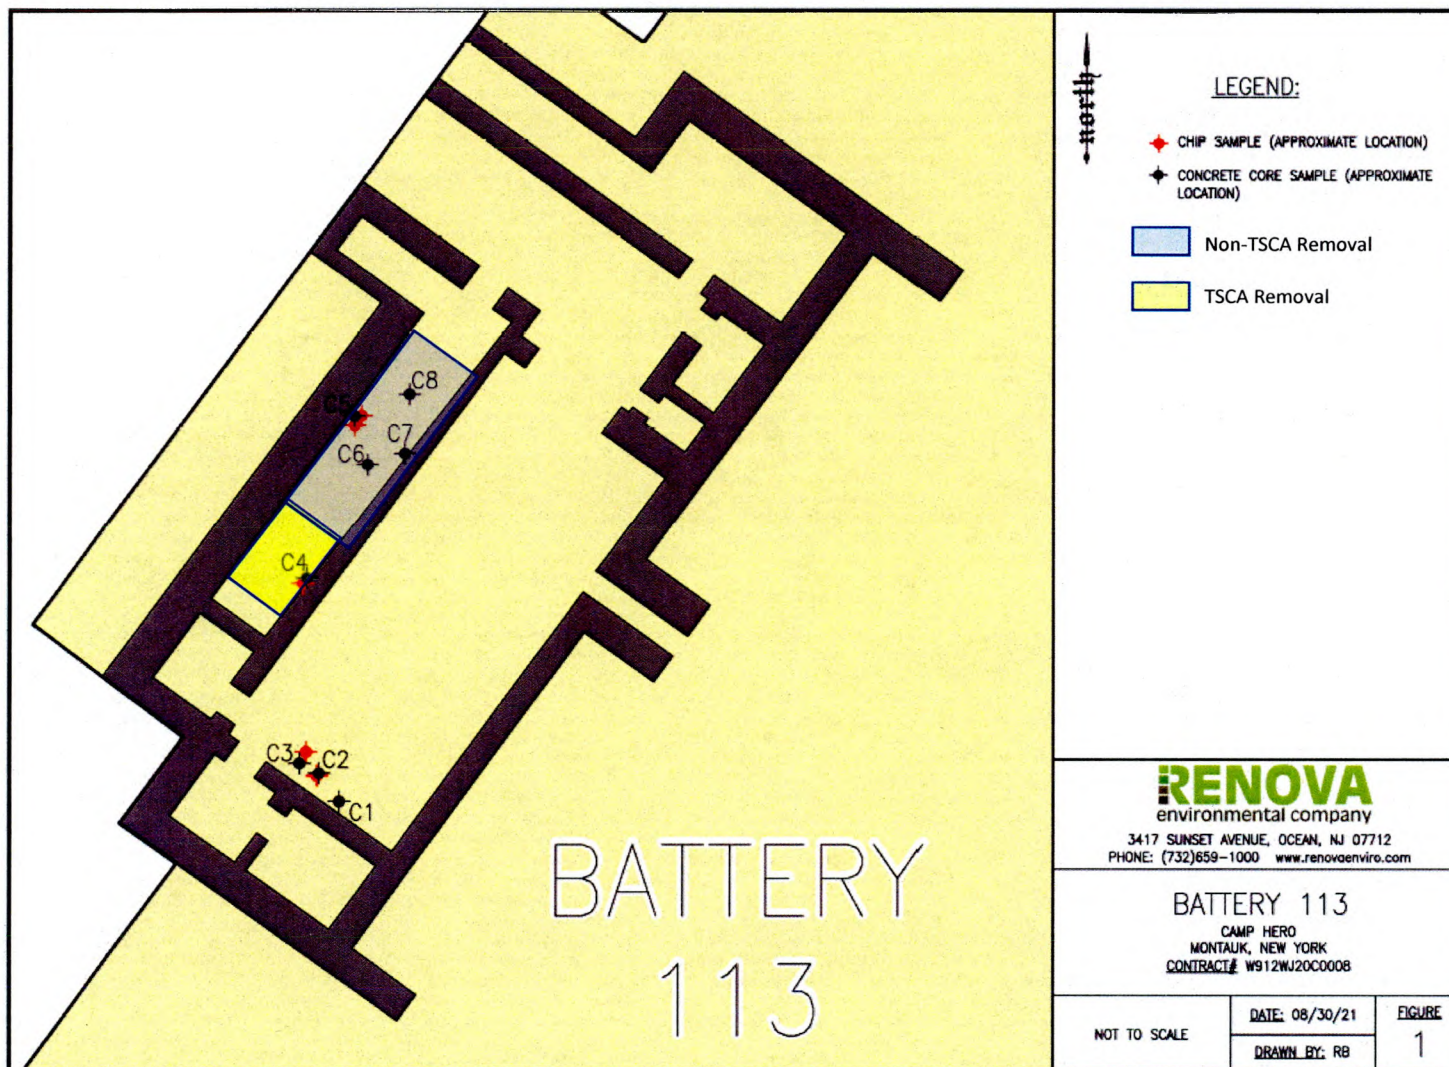 north
LEGEND:
CHIP SAMPLE (APPROXIMATE LOCATION)
CONCRETE CORE SAMPLE (APPROXIMATE
LOCATION)
Non-TSCA Removal
TSCA Removal
C8
C5
C7
C6
C4
C3
C2
C1
BATTERY
113
RENOVA
environmental company
3417 SUNSET AVENUE, OCEAN, NJ 07712
PHONE: (732)659-1000 www.renovaenviro.com
BATTERY 113
CAMP HERO
MONTAUK, NEW YORK
CONTRACT# W912WJ20C0008
NOT TO SCALE
DATE: 08/30/21
DRAWN BY: RB
FIGURE
1